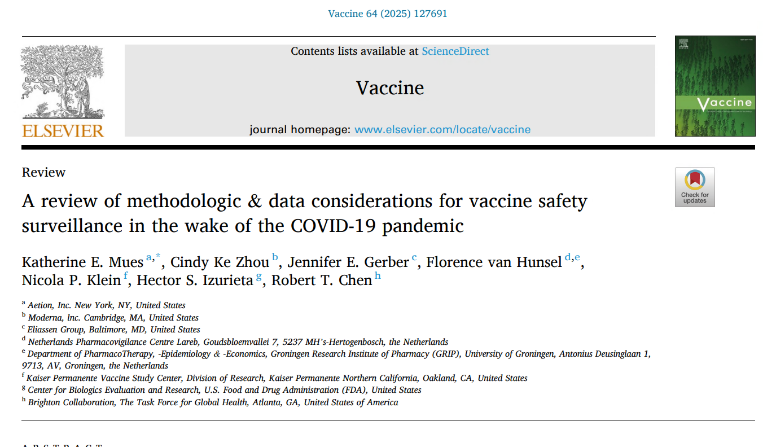 Vaccine 64 (2025) 127691
Contents lists available at ScienceDirect
Vaccine
journal homepage: www.elsevier.com/locate/vaccine
ELSEVIER
Vaccine
Review
Check for
updates
A review of methodologic & data considerations for vaccine safety
surveillance in the wake of the COVID-19 pandemic
Katherine E. Mues a,*, Cindy Ke Zhou b, Jennifer E. Gerber c, Florence van Hunsel d,e,
Nicola P. Klein f, Hector S. Izurieta g, Robert T. Chen h
a Aetion, Inc. New York, NY, United States
b Moderna, Inc. Cambridge, MA, United States
c Eliassen Group, Baltimore, MD, United States
d Netherlands Pharmacovigilance Centre Lareb, Goudsbloemvallei 7, 5237 MH's-Hertogenbosch, the Netherlands
e Department of PharmacoTherapy, -Epidemiology & -Economics, Groningen Research Institute of Pharmacy (GRIP), University of Groningen, Antonius Deusinglaan 1,
9713, AV, Groningen, the Netherlands
f Kaiser Permanente Vaccine Study Center, Division of Research, Kaiser Permanente Northern California, Oakland, CA, United States
g Center for Biologics Evaluation and Research, U.S. Food and Drug Administration (FDA), United States
h Brighton Collaboration, The Task Force for Global Health, Atlanta, GA, United States of America